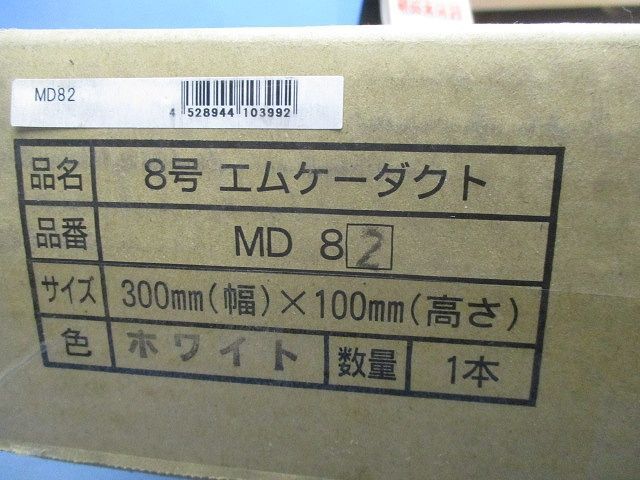 MD82
4 528944 103992
品名 8号 エムケーダクト
品番 MD 82
サイズ 300mm(幅)×100mm(高さ)
色 ホワイト 数量 1本